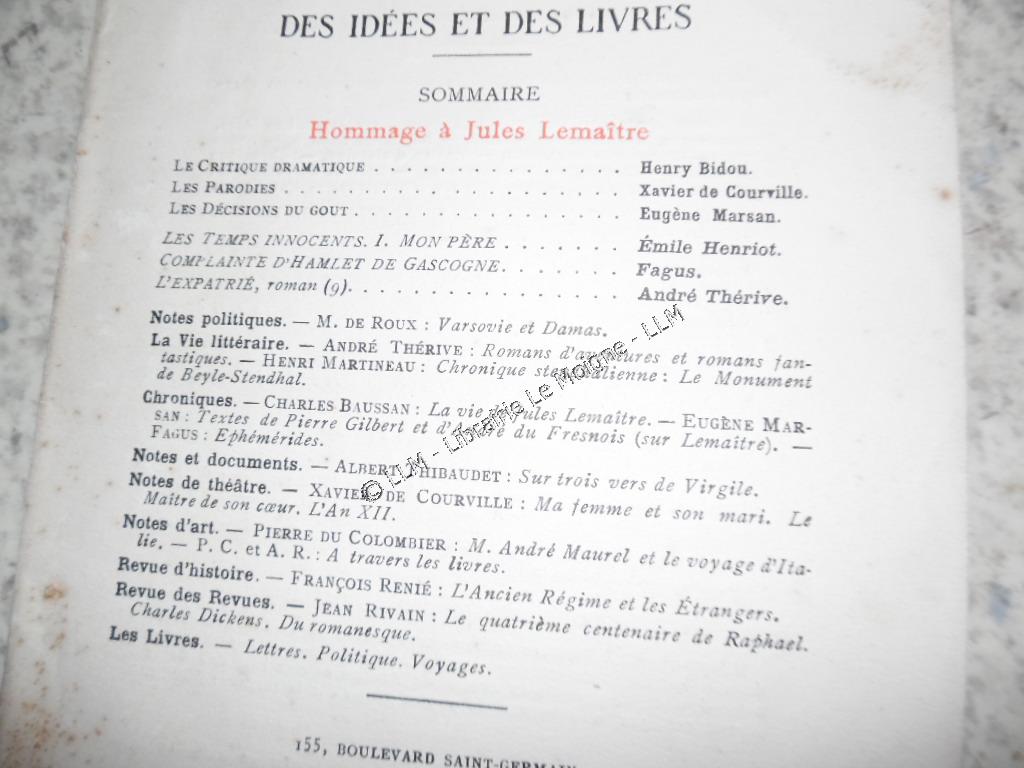 DES IDÉES ET DES LIVRES
SOMMAIRE
Hommage à Jules Lemaître
LE CRITIQUE DRAMATIQUE . . . . . . . . . . . . . . . Henry Bidou.
LES PARODIES . . . . . . . . . . . . . . . . . . . . . Xavier de Courville.
LES DÉCISIONS DU GOUT . . . . . . . . . . . . . . . . Eugène Marsan.
LES TEMPS INNOCENTS. I. MON PÈRE . . . . . . . Émile Henriot.
COMPLAINTE D'HAMLET DE GASCOGNE. . . . . . . Fagus.
L'EXPATRIÉ, roman (9). . . . . . . . . . . . . . . . . André Thérive.
Notes politiques. — M. DE ROUX : Varsovie et Damas.
La Vie littéraire. — ANDRÉ THÉRIVE : Romans d'aventures et romans fan-
tastiques. — HENRI MARTINEAU : Chronique stendhalienne : Le Monument
de Beyle-Stendhal.
Chroniques. — CHARLES BAUSSAN : La vie de Jules Lemaître. — EUGÈNE MAR-
SAN : Textes de Pierre Gilbert et d'André du Fresnois (sur Lemaître). —
FAGUS : Ephémérides.
Notes et documents. — ALBERT THIBAUDET : Sur trois vers de Virgile.
Notes de théâtre. — XAVIER DE COURVILLE : Ma femme et son mari. Le
Maître de son cœur. L'An XII.
Notes d'art. — PIERRE DU COLOMBIER : M. André Maurel et le voyage d'Ita-
lie. — P. C. et A. R. : A travers les livres.
Revue d'histoire. — FRANÇOIS RENIÉ : L'Ancien Régime et les Étrangers.
Revue des Revues. — JEAN RIVAIN : Le quatrième centenaire de Raphael.
Charles Dickens. Du romanesque.
Les Livres. — Lettres. Politique. Voyages.
155, BOULEVARD SAINT-GERMAIN
© LLM - Librairie Le Moigne - LLM